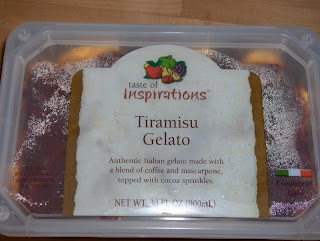 taste of
Inspirations™
Tiramisu
Gelato
Authentic Italian gelato made with
a blend of coffee and mascarpone,
topped with cocoa sprinkles.
NET WT. 30 FL OZ (900mL)